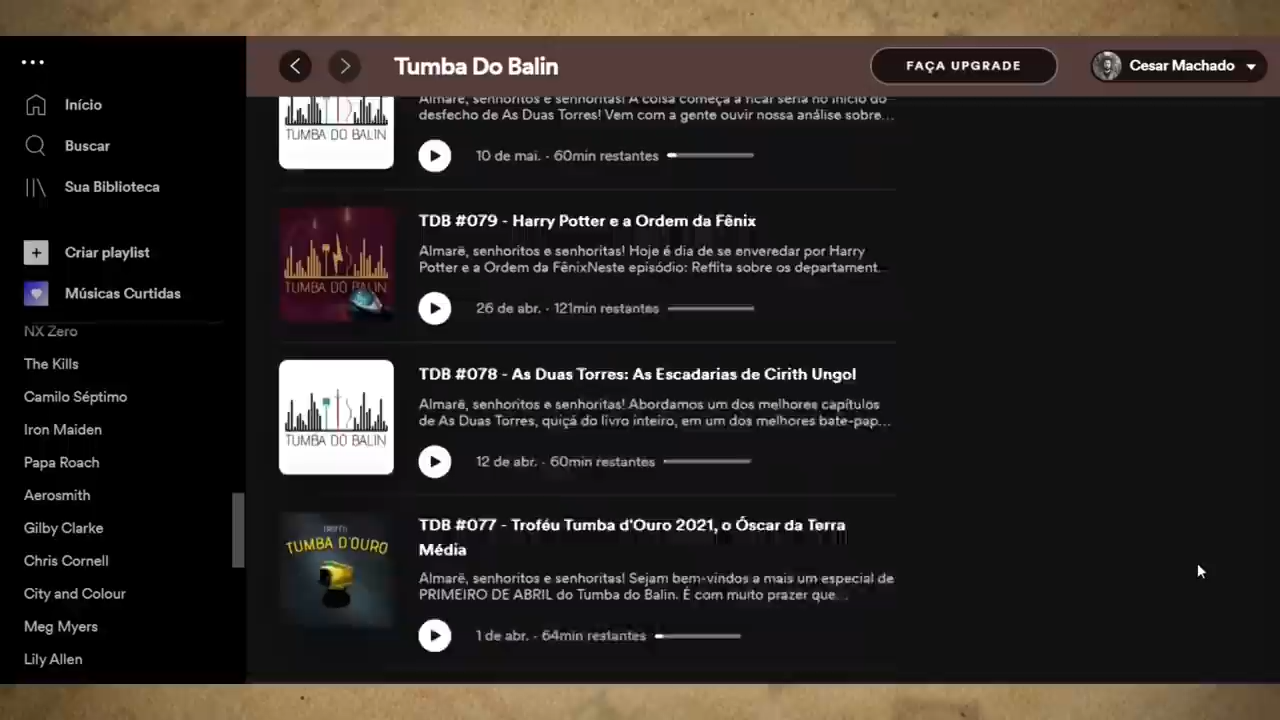 Tumba Do Balin
FAÇA UPGRADE
Cesar Machado
Início
Buscar
Sua Biblioteca
Criar playlist
Músicas Curtidas
NX Zero
The Kills
Camilo Séptimo
Iron Maiden
Papa Roach
Aerosmith
Gilby Clarke
Chris Cornell
City and Colour
Meg Myers
Lily Allen
TUMBA DO BALIN
Almarë, senhoritos e senhoritas! A coisa começa a ficar séria no início do
desfecho de As Duas Torres! Vem com a gente ouvir nossa análise sobre...
10 de mai. · 60min restantes
TUMBA DO BALIN
TDB #079 - Harry Potter e a Ordem da Fênix
Almarë, senhoritos e senhoritas! Hoje é dia de se enveredar por Harry
Potter e a Ordem da FênixNeste episódio: Reflita sobre os departament...
26 de abr. · 121min restantes
TUMBA DO BALIN
TDB #078 - As Duas Torres: As Escadarias de Cirith Ungol
Almarë, senhoritos e senhoritas! Abordamos um dos melhores capítulos
de As Duas Torres, quiçá do livro inteiro, em um dos melhores bate-pap...
12 de abr. · 60min restantes
TUMBA D'OURO
TDB #077 - Troféu Tumba d'Ouro 2021, o Óscar da Terra
Média
Almarë, senhoritos e senhoritas! Sejam bem-vindos a mais um especial de
PRIMEIRO DE ABRIL do Tumba do Balin. É com muito prazer que...
1 de abr. · 64min restantes